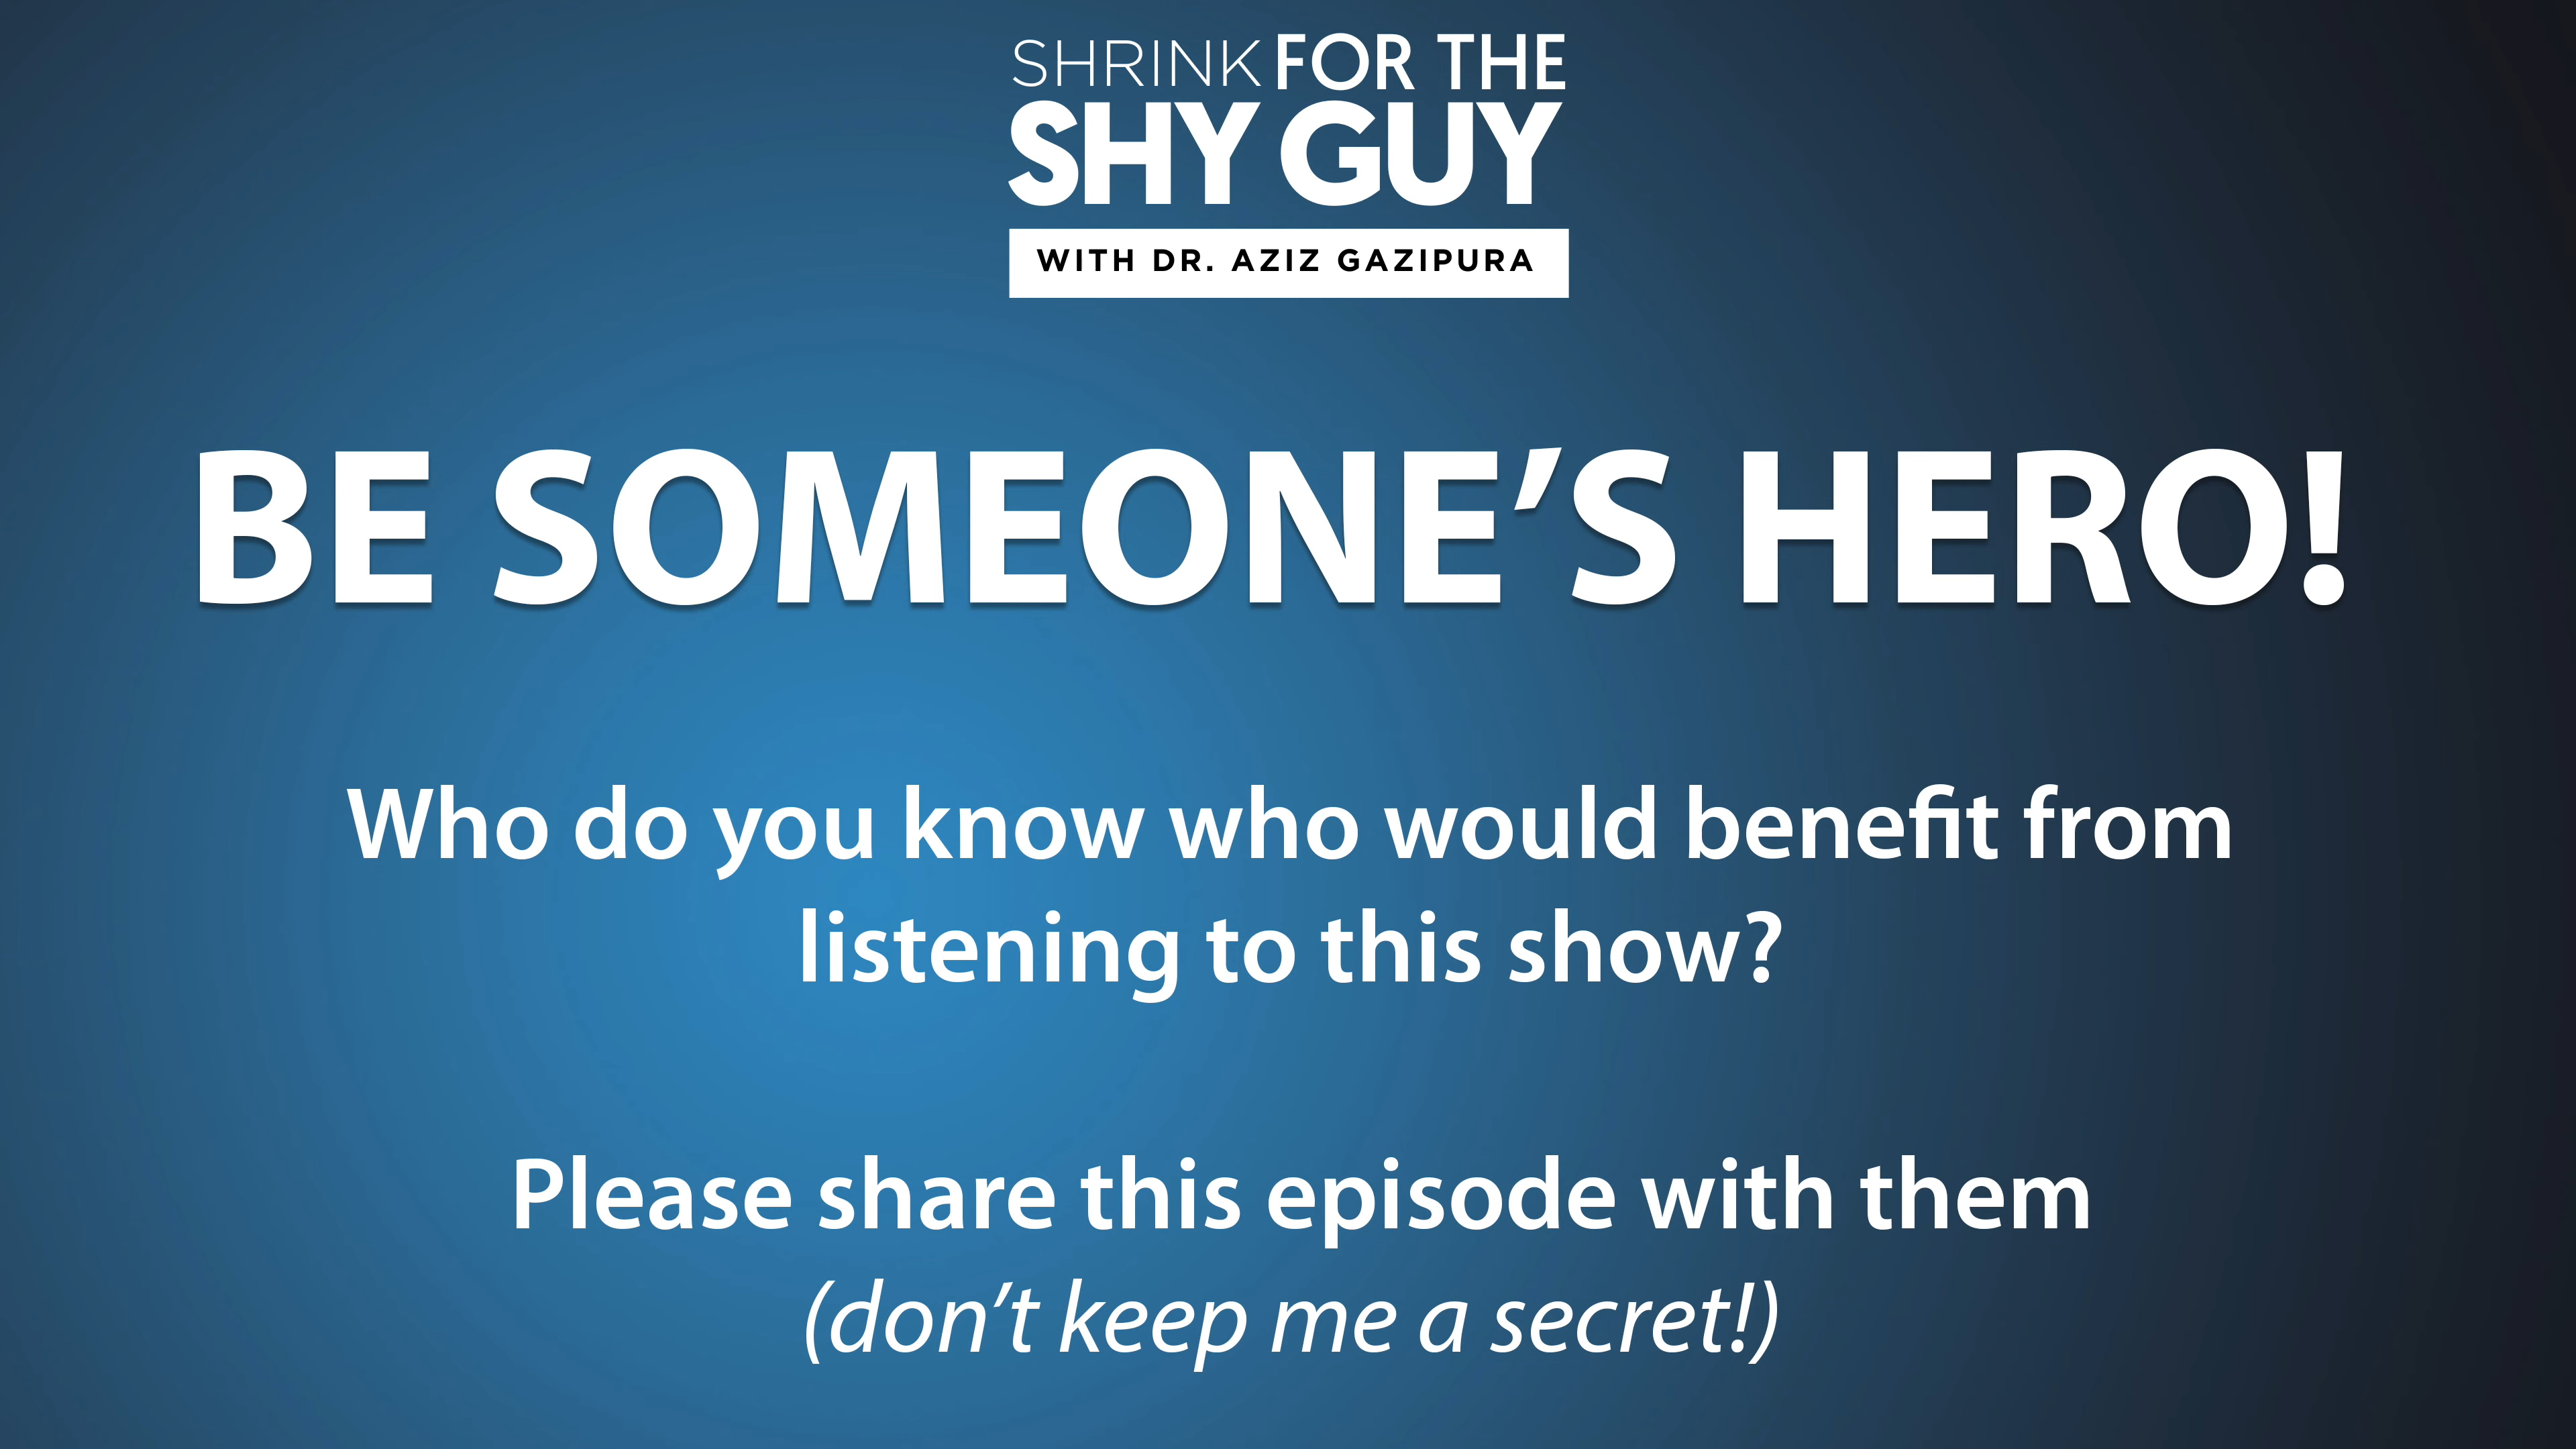 SHRINK FOR THE
SHY GUY
WITH DR. AZIZ GAZIPURA
BE SOMEONE’S HERO!
Who do you know who would benefit from
listening to this show?
Please share this episode with them
(don’t keep me a secret!)